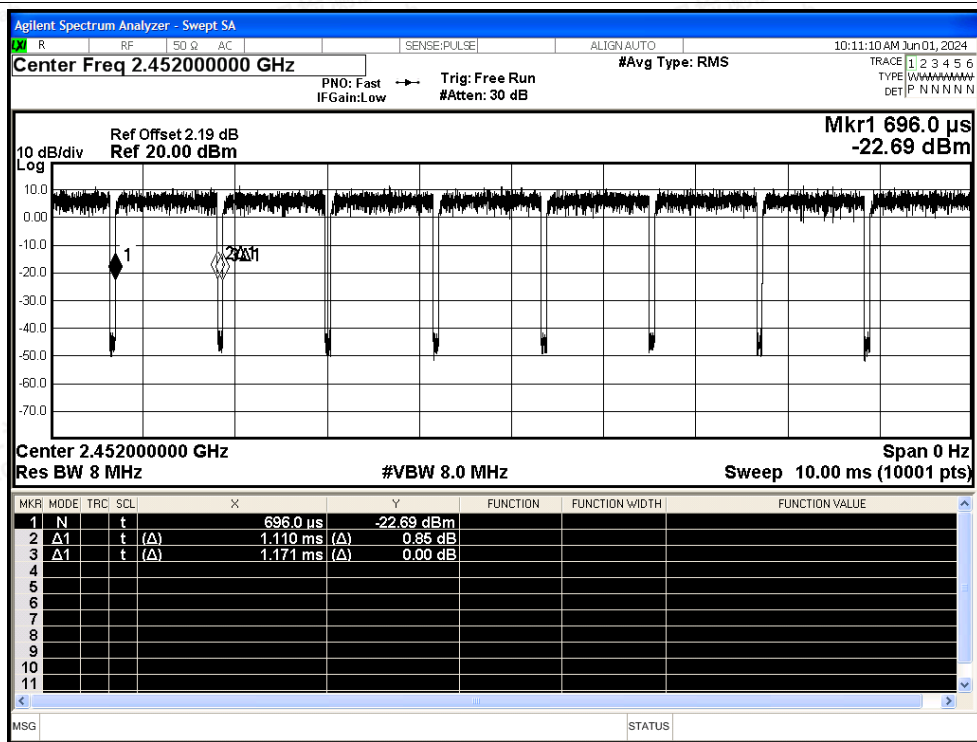 Agilent Spectrum Analyzer - Swept SA
LXI R RF 50 Ω AC SENSE:PULSE ALIGN AUTO 10:11:10 AM Jun 01, 2024
Center Freq 2.452000000 GHz
PNO: Fast
IFGain:Low
Trig: Free Run
#Atten: 30 dB
#Avg Type: RMS
TRACE 1 2 3 4 5 6
TYPE
DET P N N N N N
Ref Offset 2.19 dB
10 dB/div Ref 20.00 dBm
Log
Mkr1 696.0 µs
-22.69 dBm
10.0
0.00
-10.0
-20.0
-30.0
-40.0
-50.0
-60.0
-70.0
1
Center 2.452000000 GHz Span 0 Hz
Res BW 8 MHz #VBW 8.0 MHz Sweep 10.00 ms (10001 pts)
MKR MODE TRC SCL X Y FUNCTION FUNCTION WIDTH FUNCTION VALUE
1 N t 696.0 µs -22.69 dBm
2 Δ1 t (Δ) 1.110 ms (Δ) 0.85 dB
3 Δ1 t (Δ) 1.171 ms (Δ) 0.00 dB
4
5
6
7
8
9
10
11
MSG STATUS